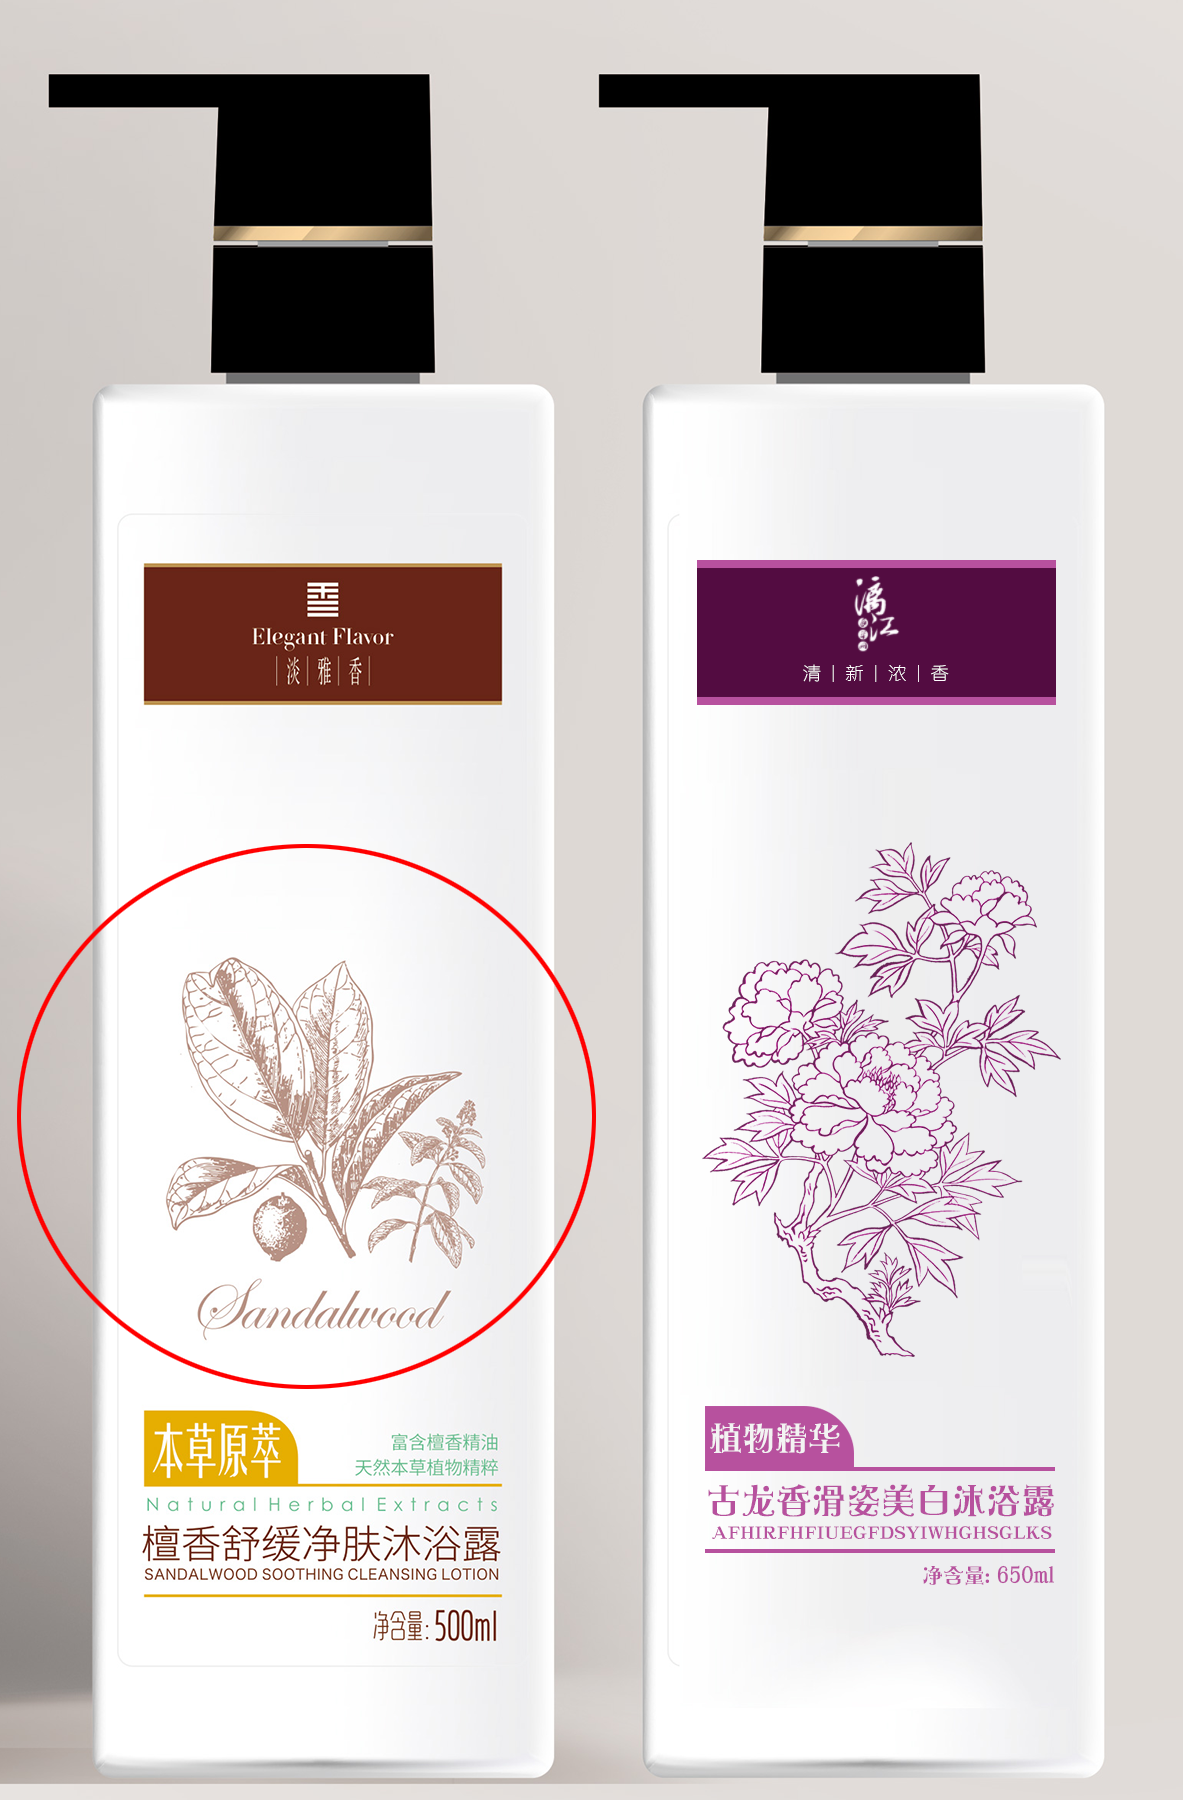 Elegant Flavor
淡雅香
Sandalwood
本草原萃
富含檀香精油
天然本草植物精粹
Natural Herbal Extracts
檀香舒缓净肤沐浴露
SANDALWOOD SOOTHING CLEANSING LOTION
净含量:500ml
漓江
清新浓香
植物精华
古龙香滑姿美白沐浴露
AFHIRFHFIUEGFDSYIWHGHSGLKS
净含量:650ml